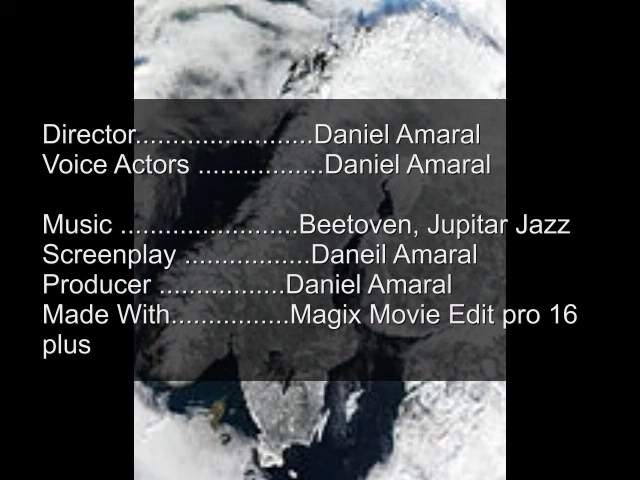 Director........................Daniel Amaral
Voice Actors .................Daniel Amaral
Music ........................Beetoven, Jupitar Jazz
Screenplay .................Daneil Amaral
Producer .................Daniel Amaral
Made With................Magix Movie Edit pro 16
plus